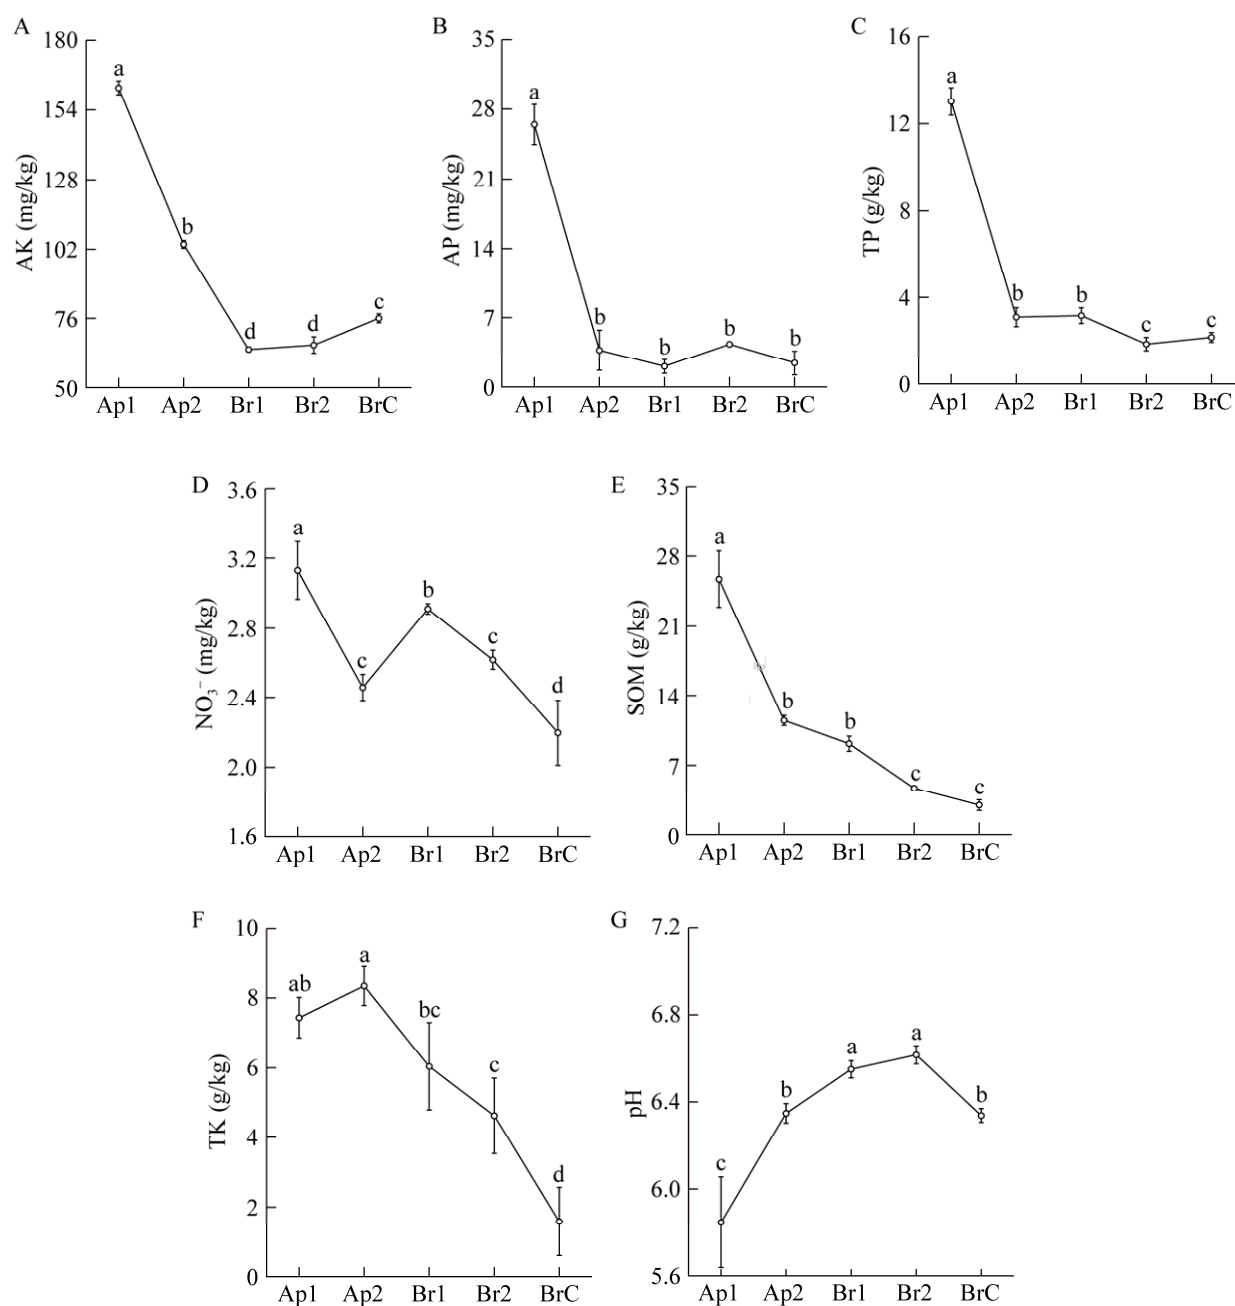 A
AK (mg/kg)
180
154
128
102
76
50
a
b
d
d
c
Ap1 Ap2 Br1 Br2 BrC
B
AP (mg/kg)
35
28
21
14
7
0
a
b
b
b
b
Ap1 Ap2 Br1 Br2 BrC
C
TP (g/kg)
16
12
8
4
0
a
b
b
c
c
Ap1 Ap2 Br1 Br2 BrC
D
NO₃⁻ (mg/kg)
3.6
3.2
2.8
2.4
2.0
1.6
a
c
b
c
d
Ap1 Ap2 Br1 Br2 BrC
E
SOM (g/kg)
35
28
21
14
7
0
a
b
b
c
c
Ap1 Ap2 Br1 Br2 BrC
F
TK (g/kg)
10
8
6
4
2
0
ab
a
bc
c
d
Ap1 Ap2 Br1 Br2 BrC
G
pH
7.2
6.8
6.4
6.0
5.6
c
b
a
a
b
Ap1 Ap2 Br1 Br2 BrC